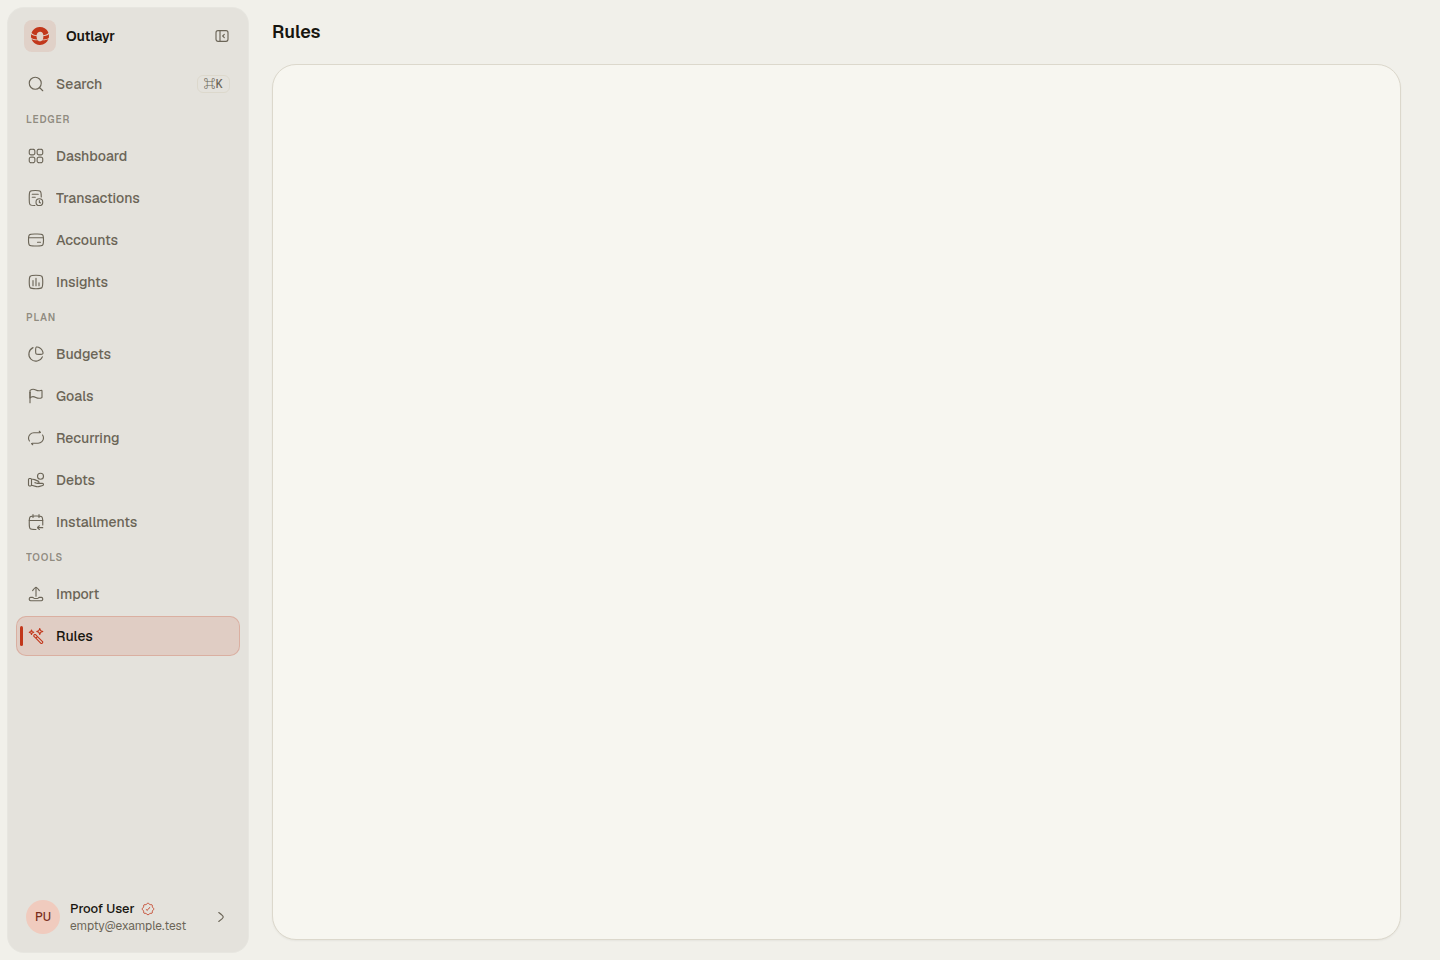 Outlayr
Search
⌘K
LEDGER
Dashboard
Transactions
Accounts
Insights
PLAN
Budgets
Goals
Recurring
Debts
Installments
TOOLS
Import
Rules
PU
Proof User
empty@example.test
Rules